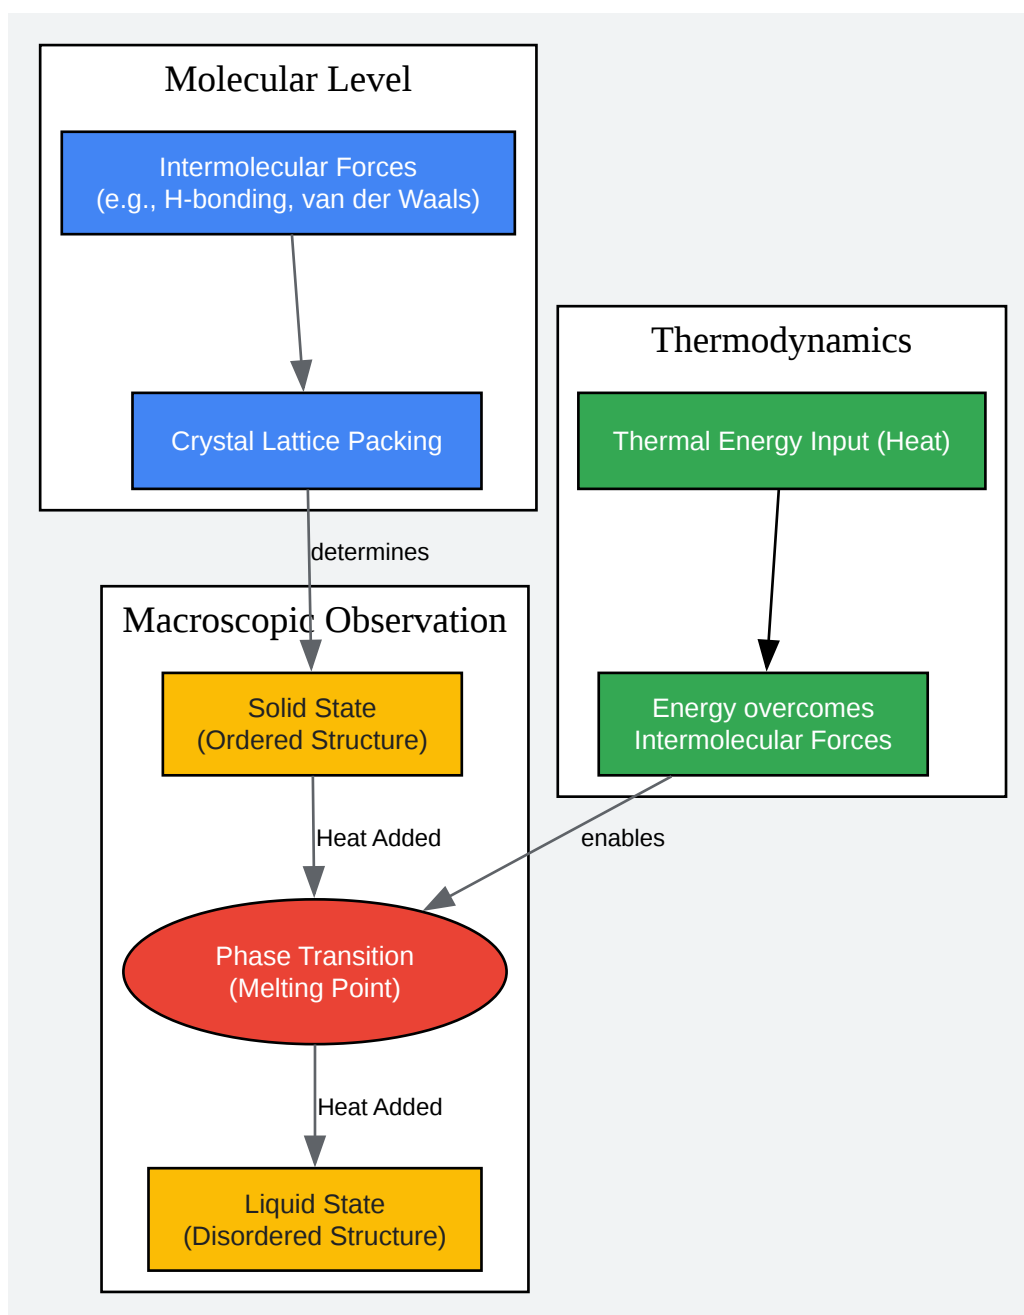 Molecular Level
Intermolecular Forces
(e.g., H-bonding, van der Waals)
Crystal Lattice Packing
Thermodynamics
Thermal Energy Input (Heat)
Energy overcomes
Intermolecular Forces
determines
Macroscopic Observation
Solid State
(Ordered Structure)
Heat Added
enables
Phase Transition
(Melting Point)
Heat Added
Liquid State
(Disordered Structure)